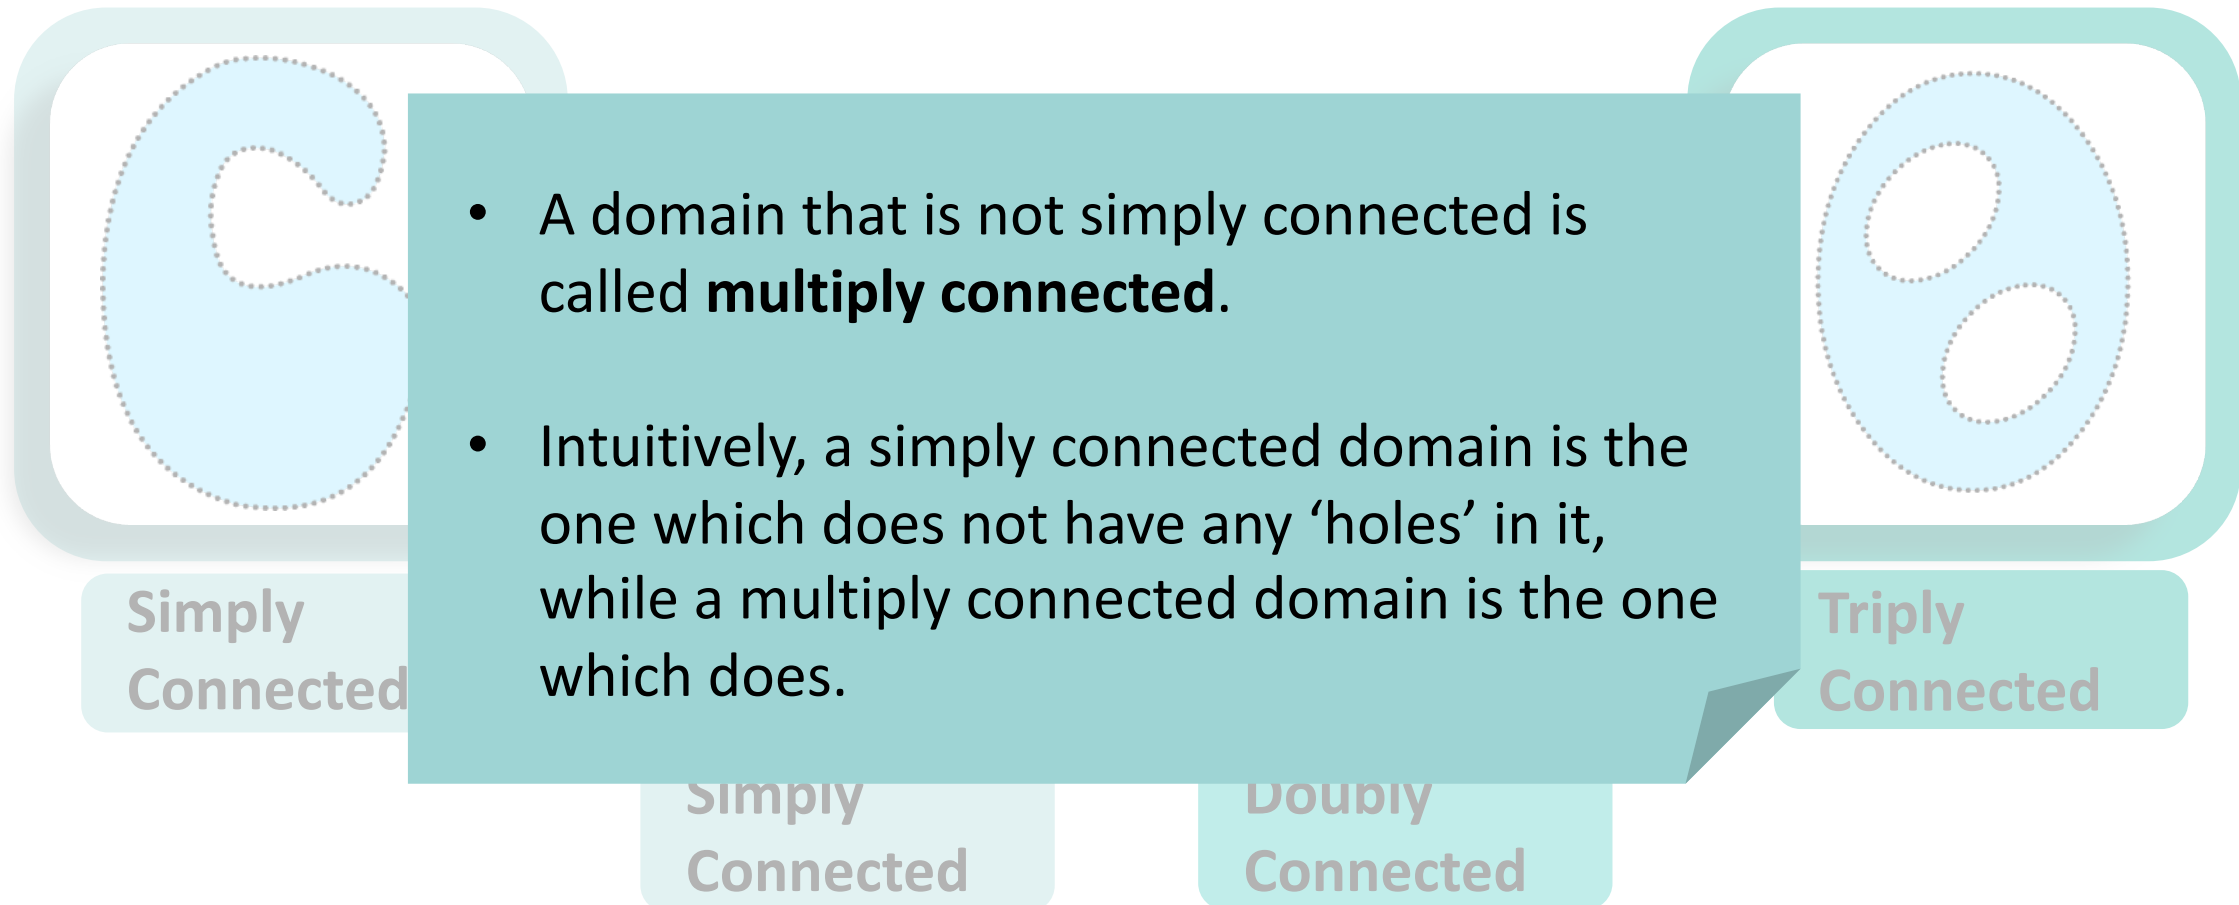 • A domain that is not simply connected is
called multiply connected.
• Intuitively, a simply connected domain is the
one which does not have any ‘holes’ in it,
while a multiply connected domain is the one
which does.
Simply
Connected
Triply
Connected
Simply
Connected
Doubly
Connected